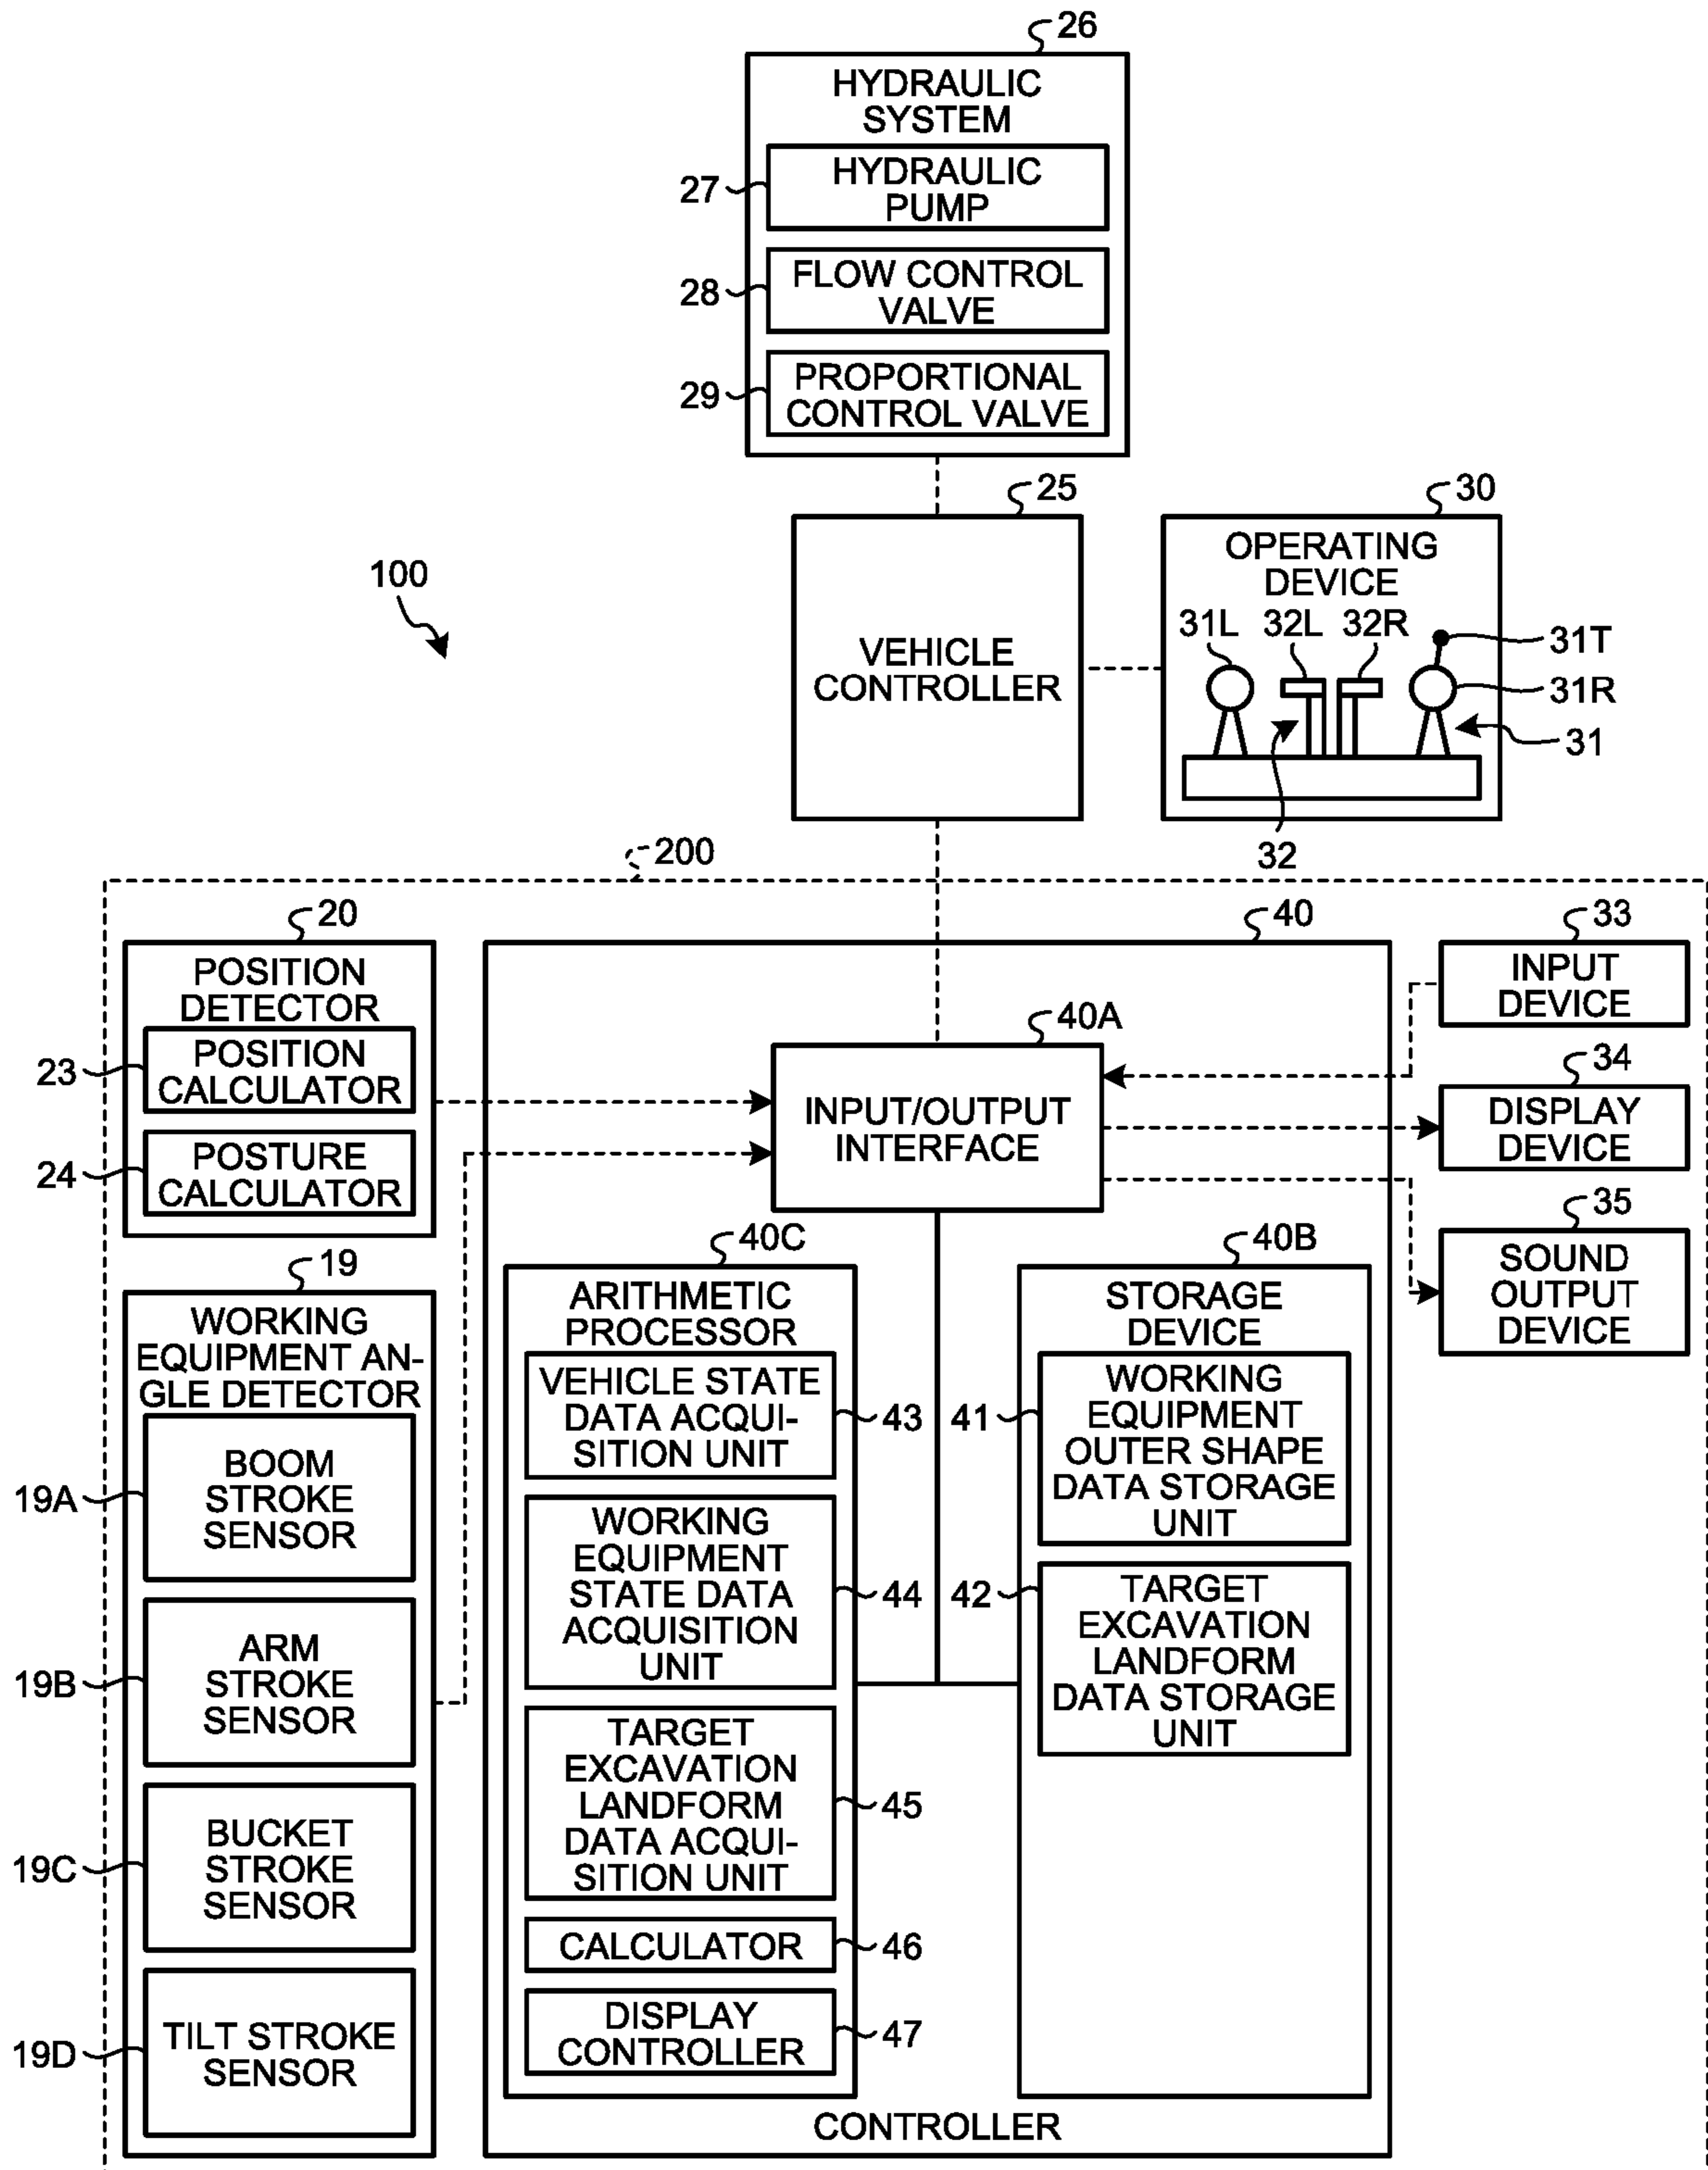 26
HYDRAULIC
SYSTEM
27
HYDRAULIC
PUMP
28
FLOW CONTROL
VALVE
29
PROPORTIONAL
CONTROL VALVE
25
VEHICLE
CONTROLLER
30
OPERATING
DEVICE
31L
32L
32R
31T
31R
31
32
100
200
20
POSITION
DETECTOR
23
POSITION
CALCULATOR
24
POSTURE
CALCULATOR
19
WORKING
EQUIPMENT AN-
GLE DETECTOR
19A
BOOM
STROKE
SENSOR
19B
ARM
STROKE
SENSOR
19C
BUCKET
STROKE
SENSOR
19D
TILT STROKE
SENSOR
40
40A
INPUT/OUTPUT
INTERFACE
40C
ARITHMETIC
PROCESSOR
VEHICLE STATE
DATA ACQUI-
SITION UNIT
43
WORKING
EQUIPMENT
STATE DATA
ACQUISITION
UNIT
44
TARGET
EXCAVATION
LANDFORM
DATA ACQUI-
SITION UNIT
45
CALCULATOR
46
DISPLAY
CONTROLLER
47
40B
STORAGE
DEVICE
41
WORKING
EQUIPMENT
OUTER SHAPE
DATA STORAGE
UNIT
42
TARGET
EXCAVATION
LANDFORM
DATA STORAGE
UNIT
CONTROLLER
33
INPUT
DEVICE
34
DISPLAY
DEVICE
35
SOUND
OUTPUT
DEVICE